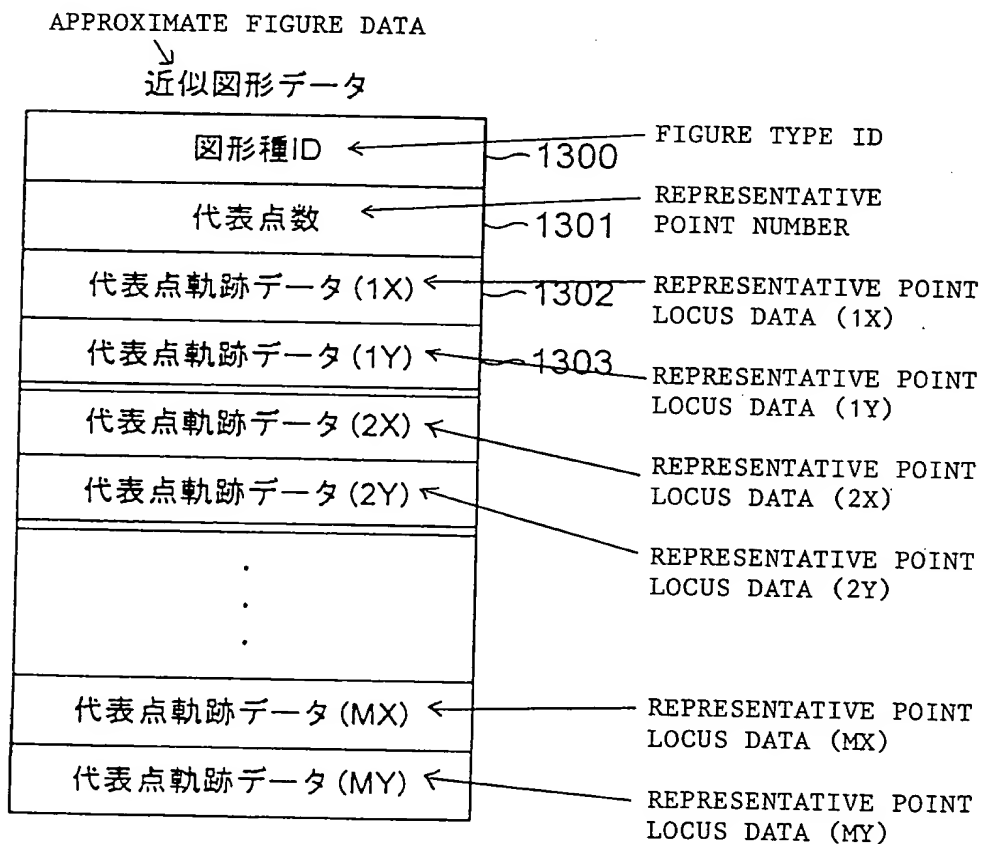 APPROXIMATE FIGURE DATA
近似図形データ
図形種ID
1300
FIGURE TYPE ID
代表点数
1301
REPRESENTATIVE
POINT NUMBER
代表点軌跡データ(1X)
1302
REPRESENTATIVE POINT
LOCUS DATA (1X)
代表点軌跡データ(1Y)
1303
REPRESENTATIVE POINT
LOCUS DATA (1Y)
代表点軌跡データ(2X)
REPRESENTATIVE POINT
LOCUS DATA (2X)
代表点軌跡データ(2Y)
REPRESENTATIVE POINT
LOCUS DATA (2Y)
代表点軌跡データ(MX)
REPRESENTATIVE POINT
LOCUS DATA (MX)
代表点軌跡データ(MY)
REPRESENTATIVE POINT
LOCUS DATA (MY)